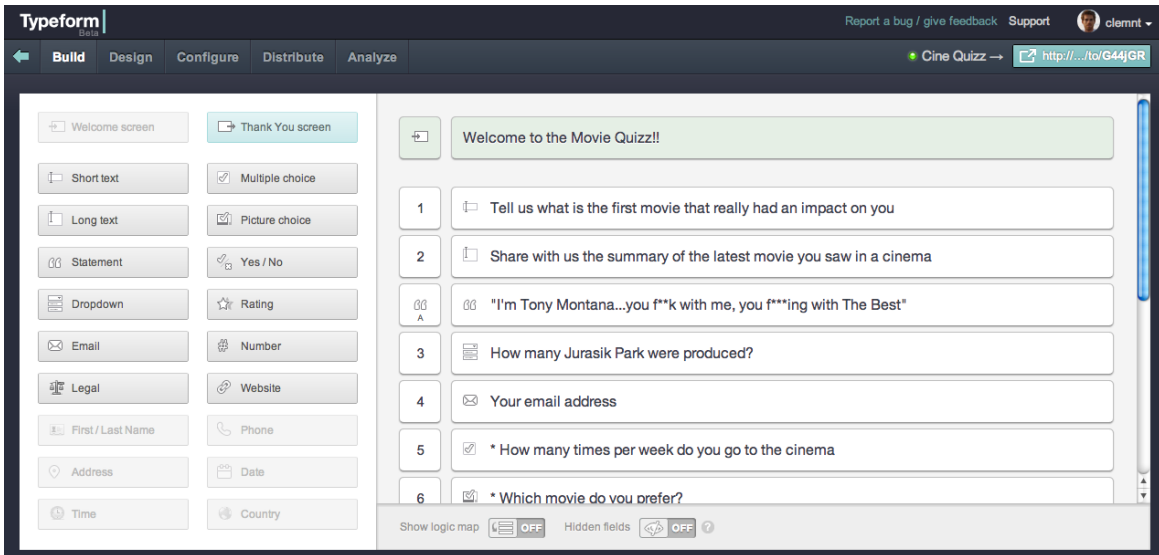 Typeform
Beta
Report a bug / give feedback Support clemnt
Build Design Configure Distribute Analyze
Cine Quizz → http://.../to/G44jGR
Welcome screen Thank You screen
Short text Multiple choice
Long text Picture choice
Statement Yes / No
Dropdown Rating
Email Number
Legal Website
First / Last Name Phone
Address Date
Time Country
Welcome to the Movie Quizz!!
1 Tell us what is the first movie that really had an impact on you
2 Share with us the summary of the latest movie you saw in a cinema
A "I'm Tony Montana...you f**k with me, you f***ing with The Best"
3 How many Jurasik Park were produced?
4 Your email address
5 * How many times per week do you go to the cinema
6 * Which movie do you prefer?
Show logic map OFF Hidden fields OFF ?